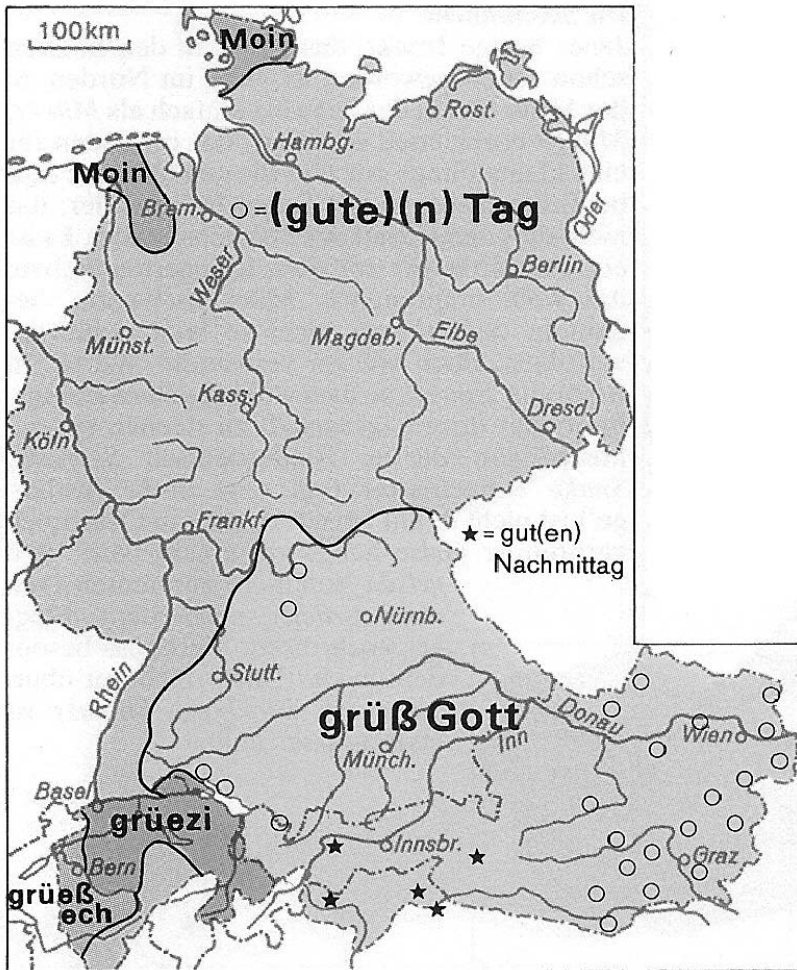 100km
Moin
Rost.
Hambg.
Moin
Brem.
○ = (gute)(n) Tag
Oder
Weser
Berlin
Magdeb.
Elbe
Münst.
Kass.
Dresd.
Köln
Frankf.
★ = gut(en)
Nachmittag
Nürnb.
Rhein
Stutt.
grüß Gott
Donau
Inn
Wien
Münch.
Basel
grüezi
Innsbr.
Bern
Graz
grüeß
ech